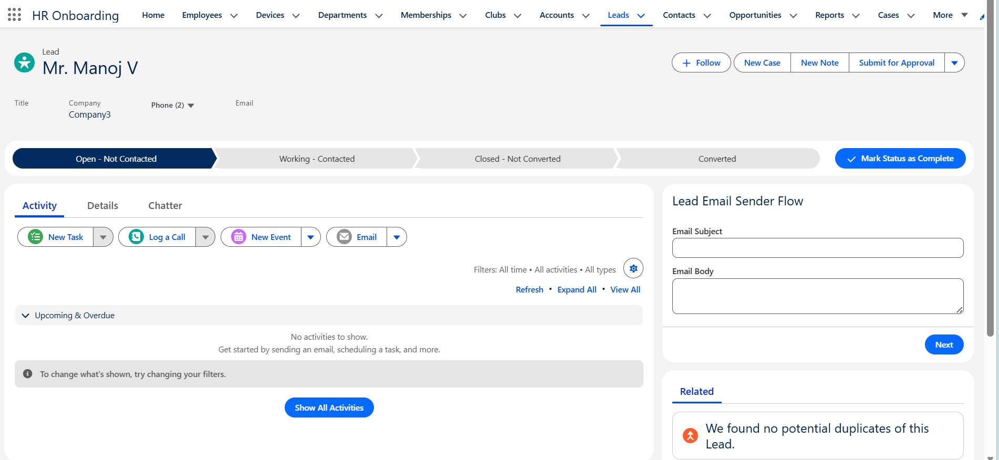 HR Onboarding Home Employees Devices Departments Memberships Clubs Accounts Leads Contacts Opportunities Reports Cases More
Lead
Mr. Manoj V
Follow New Case New Note Submit for Approval
Title Company Phone (2) Email
Company3
Open - Not Contacted Working - Contacted Closed - Not Converted Converted Mark Status as Complete
Activity Details Chatter
New Task Log a Call New Event Email
Filters: All time • All activities • All types
Refresh • Expand All • View All
Upcoming & Overdue
No activities to show.
Get started by sending an email, scheduling a task, and more.
To change what's shown, try changing your filters.
Show All Activities
Lead Email Sender Flow
Email Subject
Email Body
Next
Related
We found no potential duplicates of this
Lead.